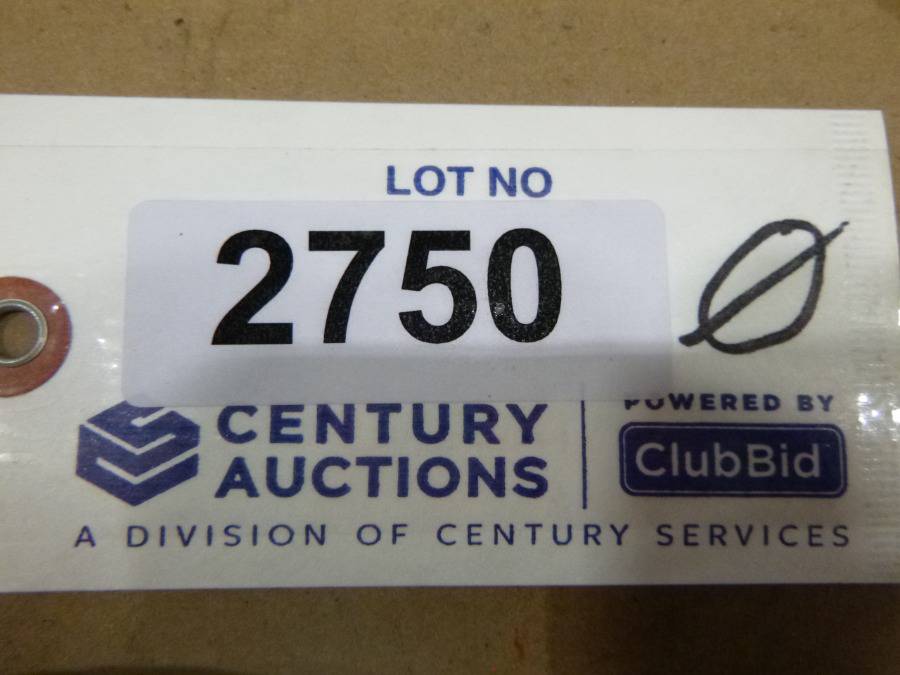 LOT NO
2750
Ø
CENTURY
AUCTIONS
POWERED BY
ClubBid
A DIVISION OF CENTURY SERVICES